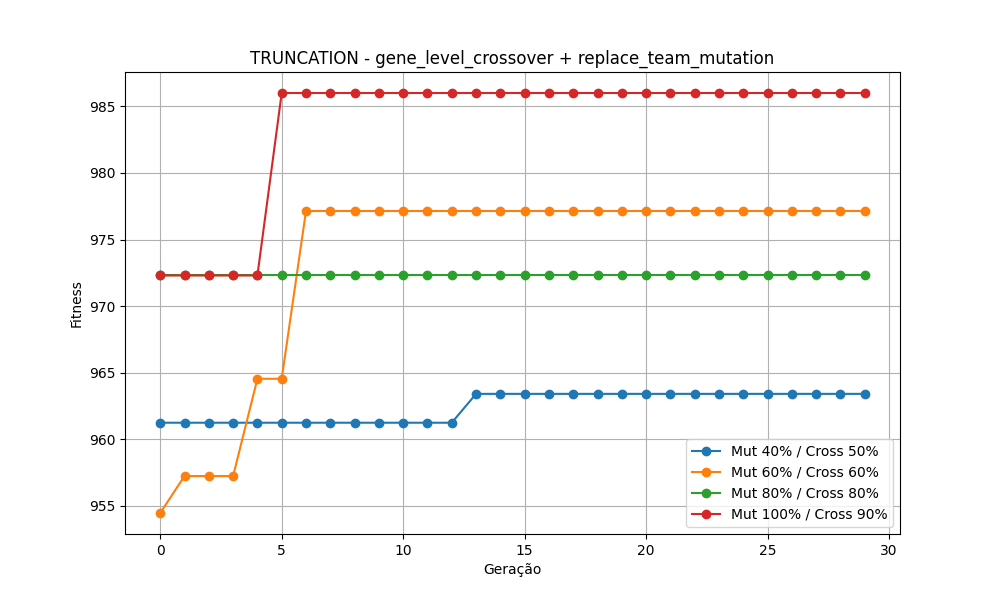 TRUNCATION - gene_level_crossover + replace_team_mutation
985
980
975
970
965
960
955
Fitness
0 5 10 15 20 25 30
Geração
Mut 40% / Cross 50%
Mut 60% / Cross 60%
Mut 80% / Cross 80%
Mut 100% / Cross 90%